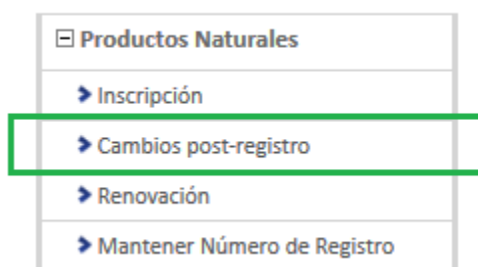 Productos Naturales
Inscripción
Cambios post-registro
Renovación
Mantener Número de Registro